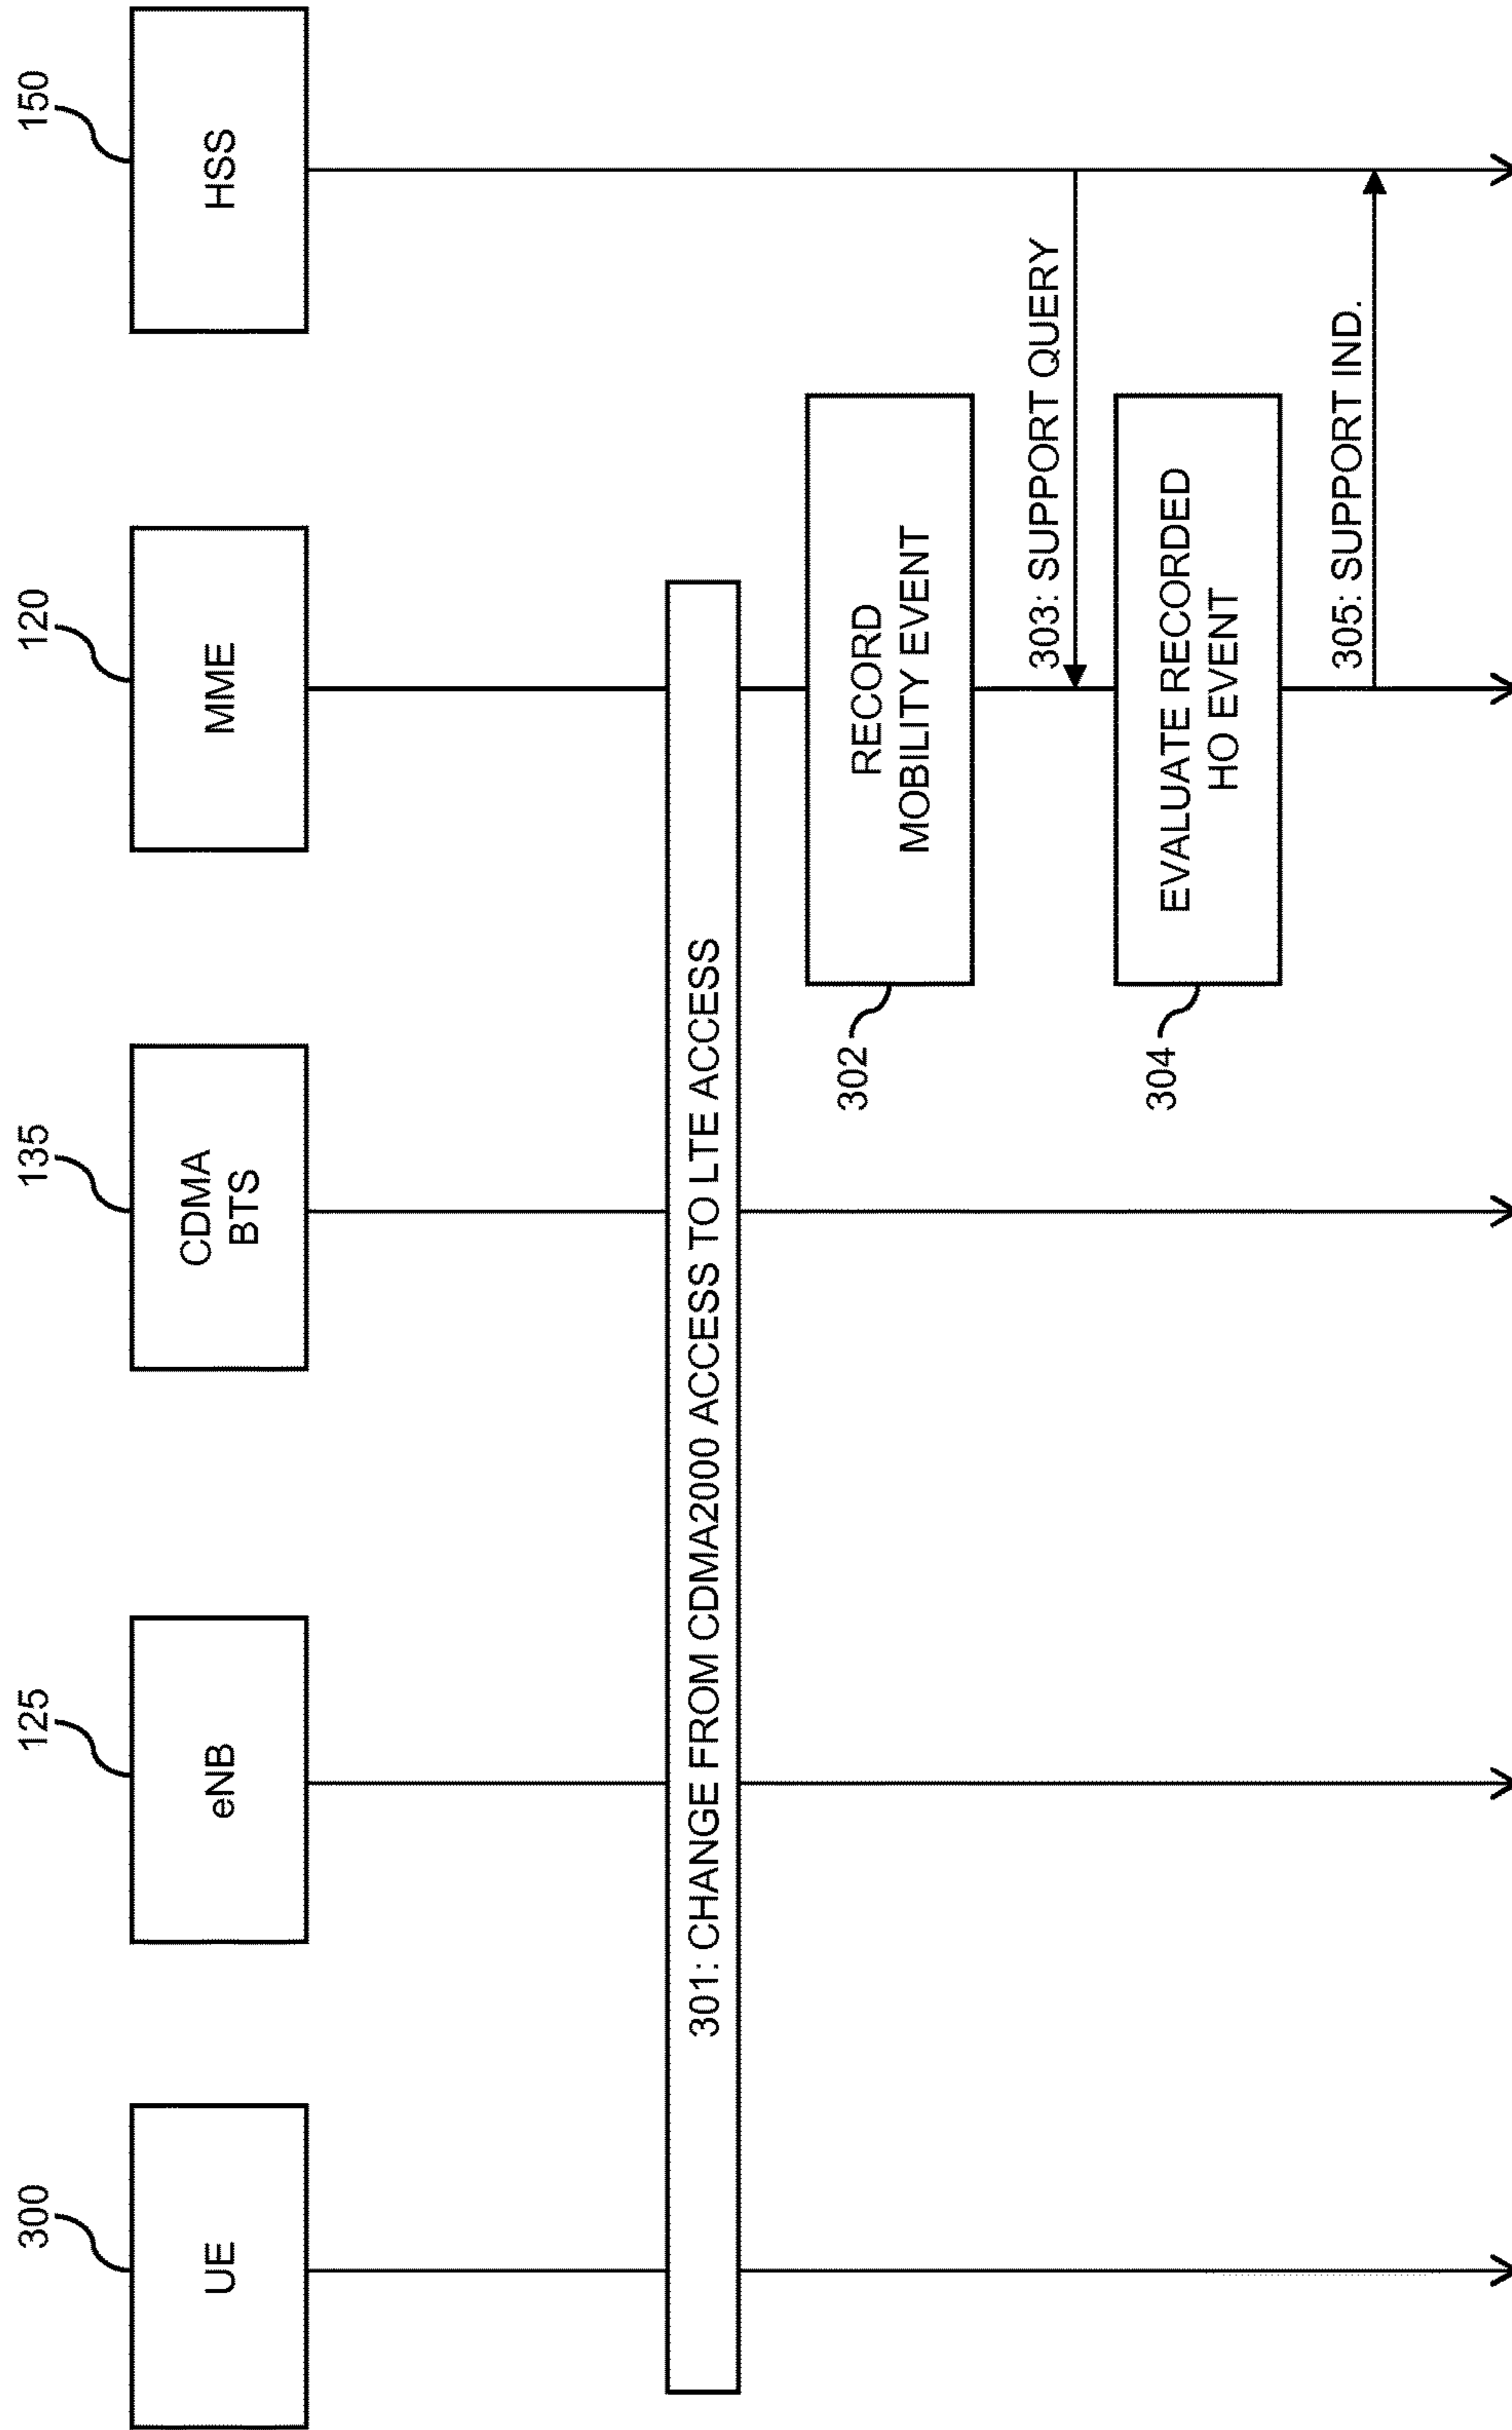 300
125
135
120
150
UE
eNB
CDMA
BTS
MME
HSS
301: CHANGE FROM CDMA2000 ACCESS TO LTE ACCESS
302
RECORD
MOBILITY EVENT
303: SUPPORT QUERY
304
EVALUATE RECORDED
HO EVENT
305: SUPPORT IND.